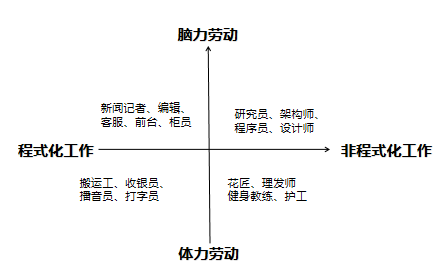 脑力劳动
新闻记者、编辑、
客服、前台、柜员
研究员、架构师、
程序员、设计师
程式化工作
非程式化工作
搬运工、收银员、
播音员、打字员
花匠、理发师
健身教练、护工
体力劳动